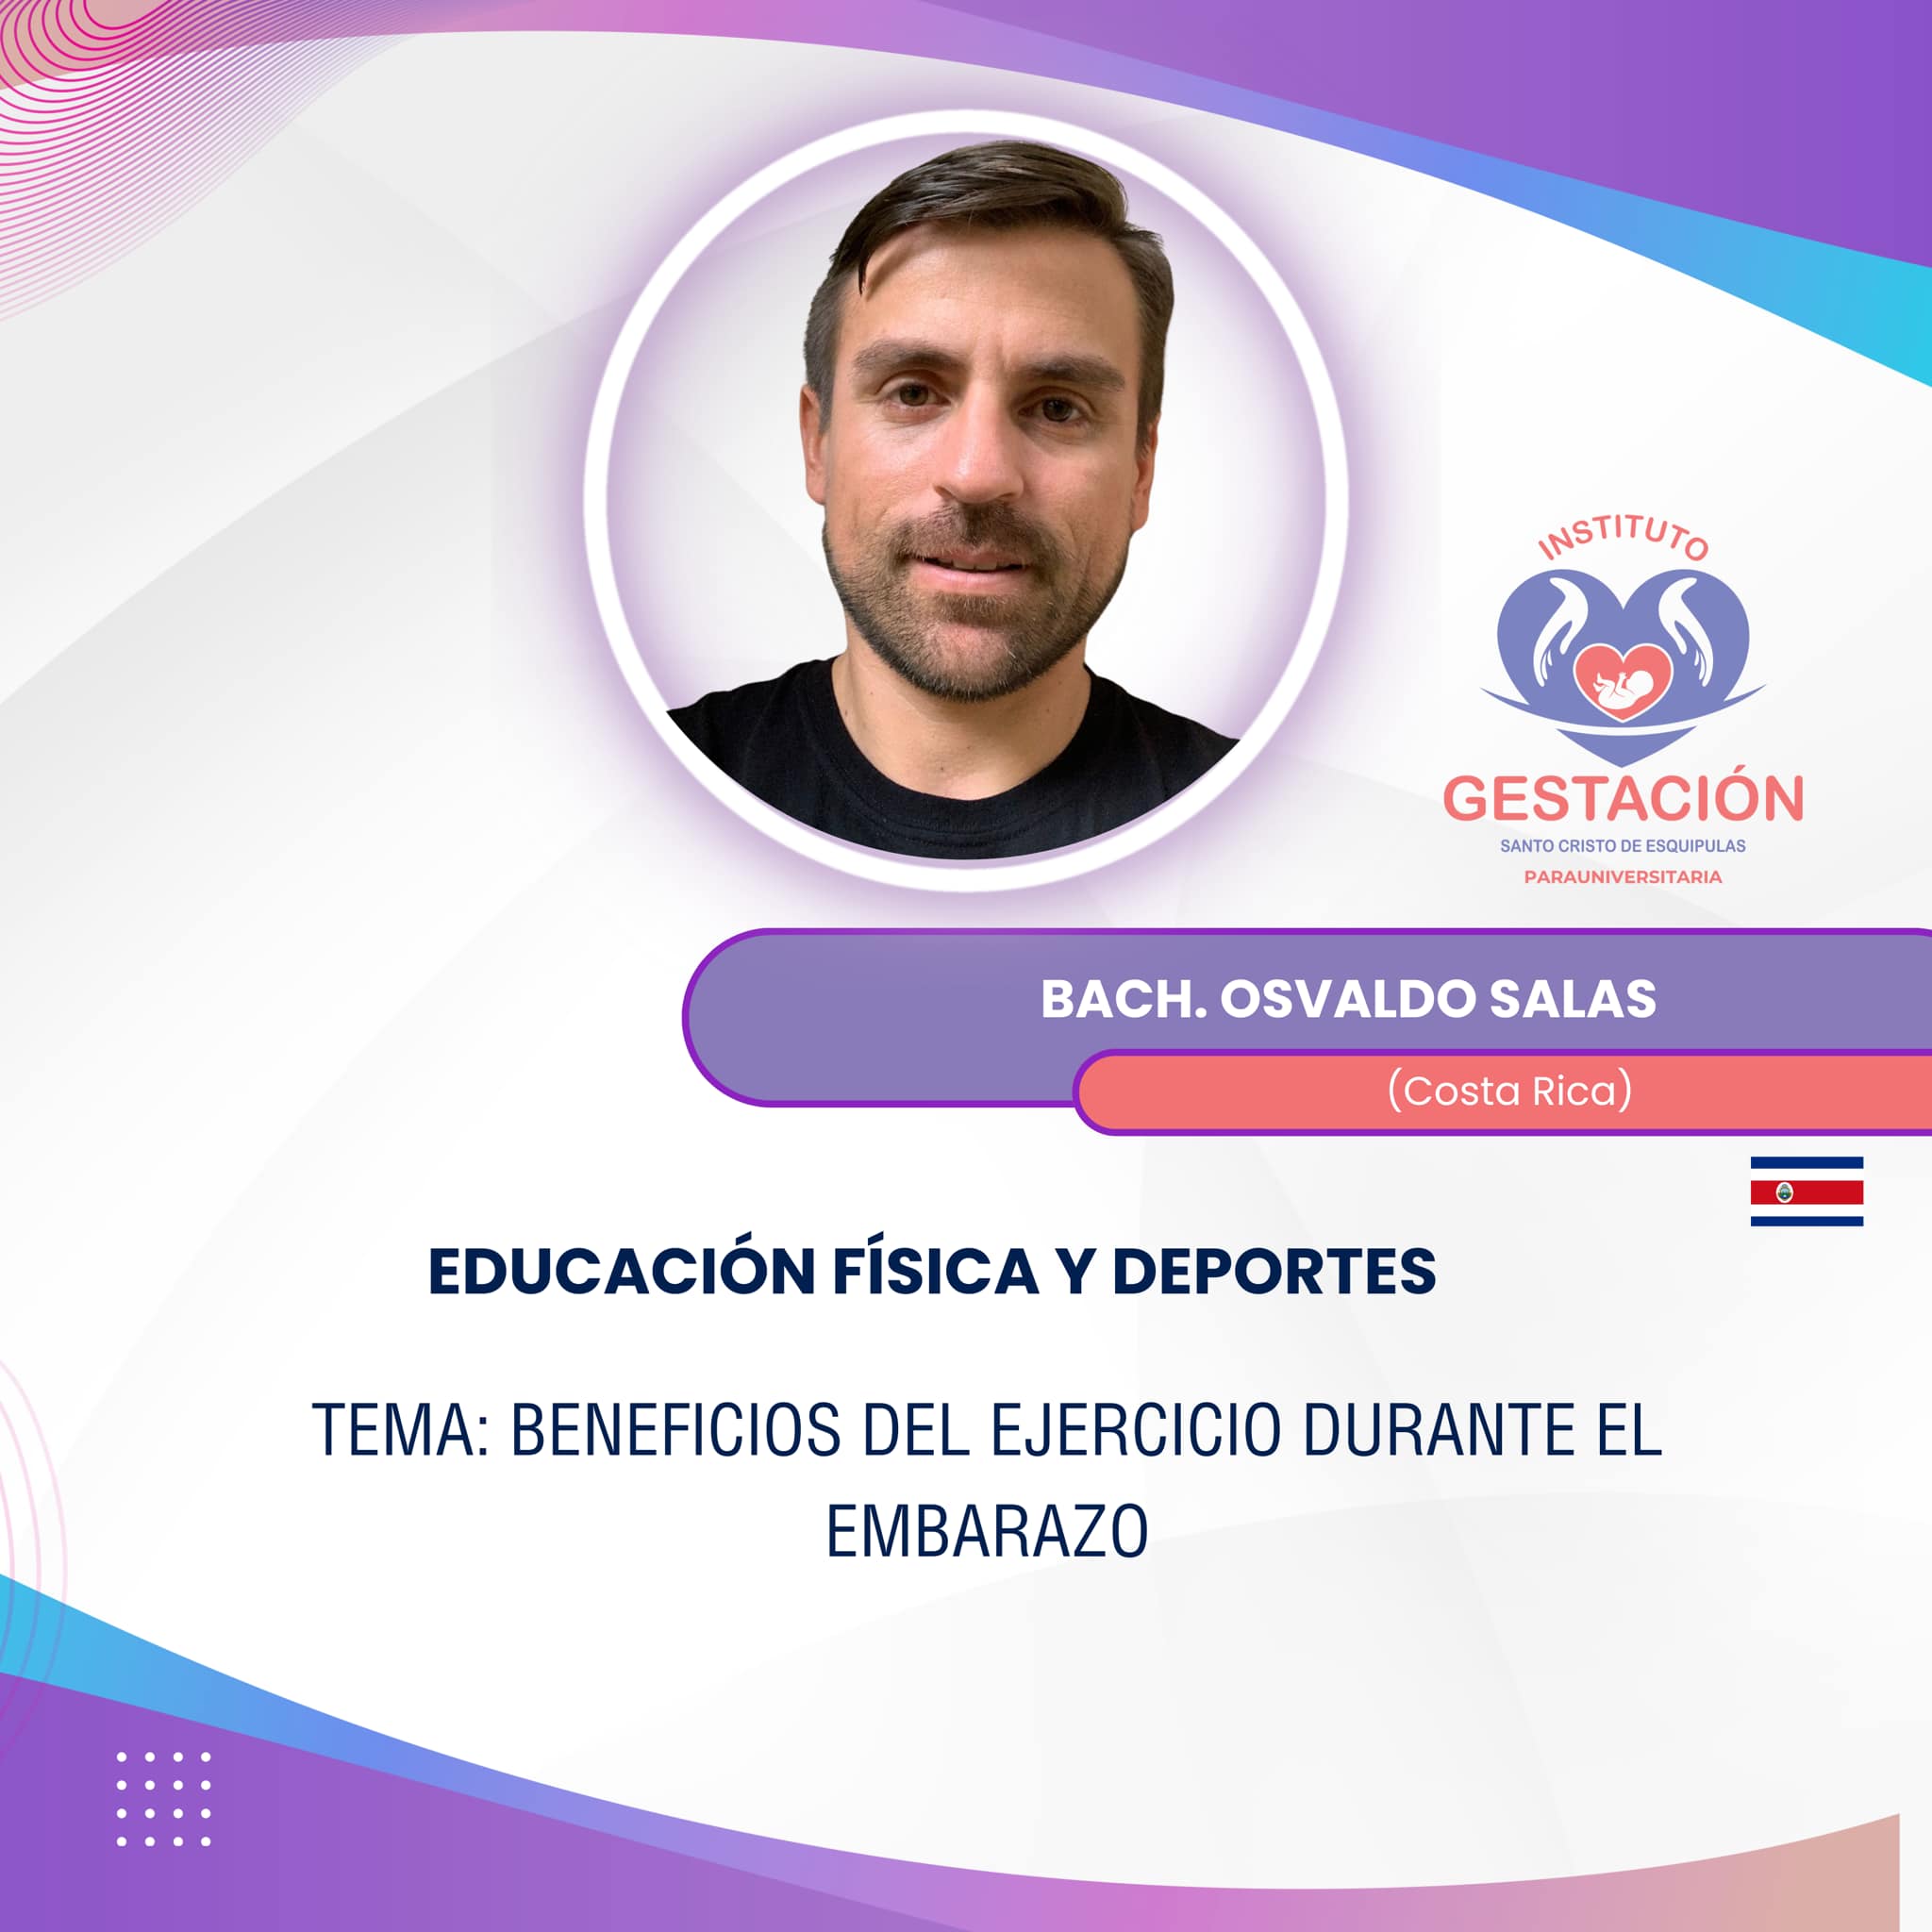 INSTITUTO
GESTACIÓN
SANTO CRISTO DE ESQUIPULAS
PARAUNIVERSITARIA
BACH. OSVALDO SALAS
(Costa Rica)
EDUCACIÓN FÍSICA Y DEPORTES
TEMA: BENEFICIOS DEL EJERCICIO DURANTE EL
EMBARAZO